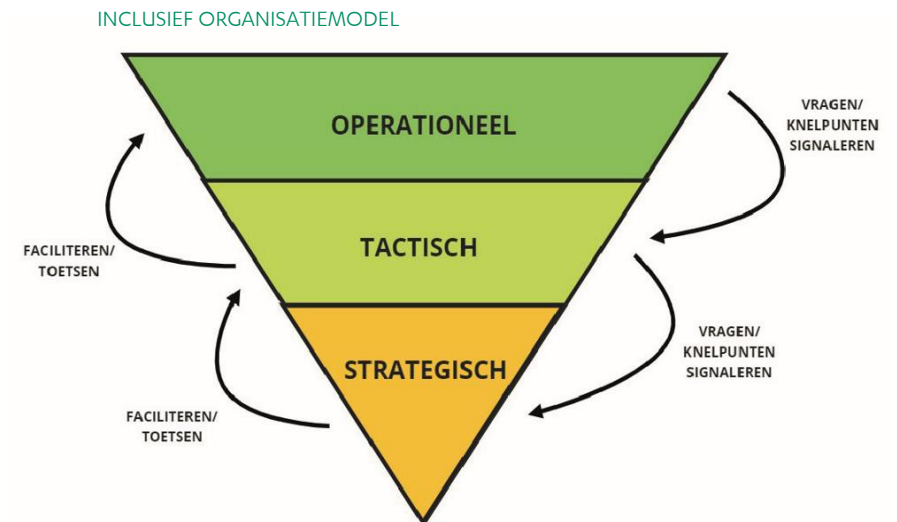 INCLUSIEF ORGANISATIEMODEL
OPERATIONEEL
VRAGEN/
KNELPUNTEN
SIGNALEREN
TACTISCH
FACILITEREN/
TOETSEN
VRAGEN/
KNELPUNTEN
SIGNALEREN
STRATEGISCH
FACILITEREN/
TOETSEN